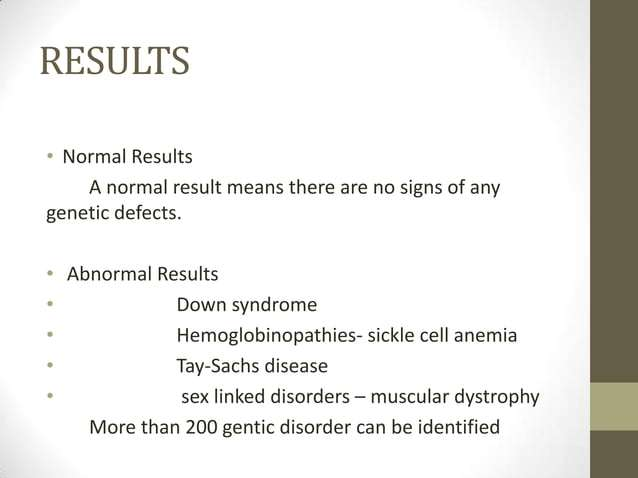 RESULTS
• Normal Results
A normal result means there are no signs of any
genetic defects.
• Abnormal Results
• Down syndrome
• Hemoglobinopathies- sickle cell anemia
• Tay-Sachs disease
• sex linked disorders – muscular dystrophy
More than 200 gentic disorder can be identified